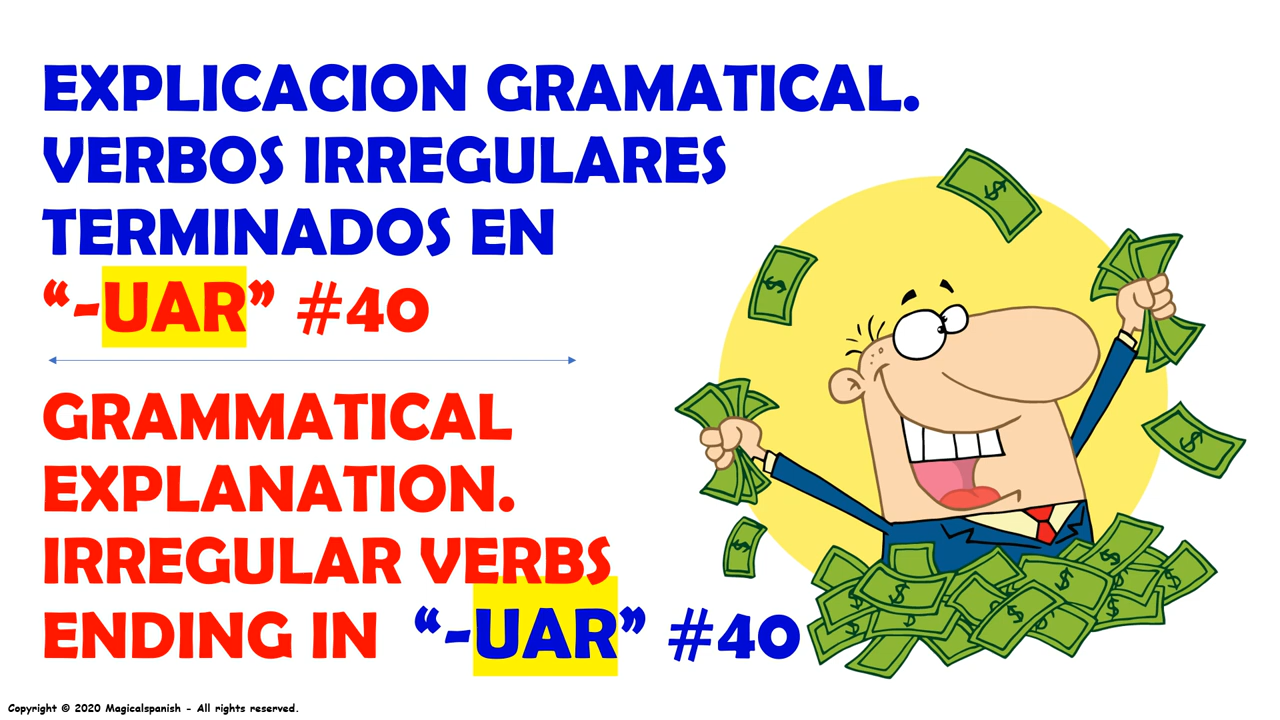 EXPLICACION GRAMATICAL.
VERBOS IRREGULARES
TERMINADOS EN
“-UAR” #40
GRAMMATICAL
EXPLANATION.
IRREGULAR VERBS
ENDING IN “-UAR” #40
Copyright © 2020 Magicalspanish - All rights reserved.